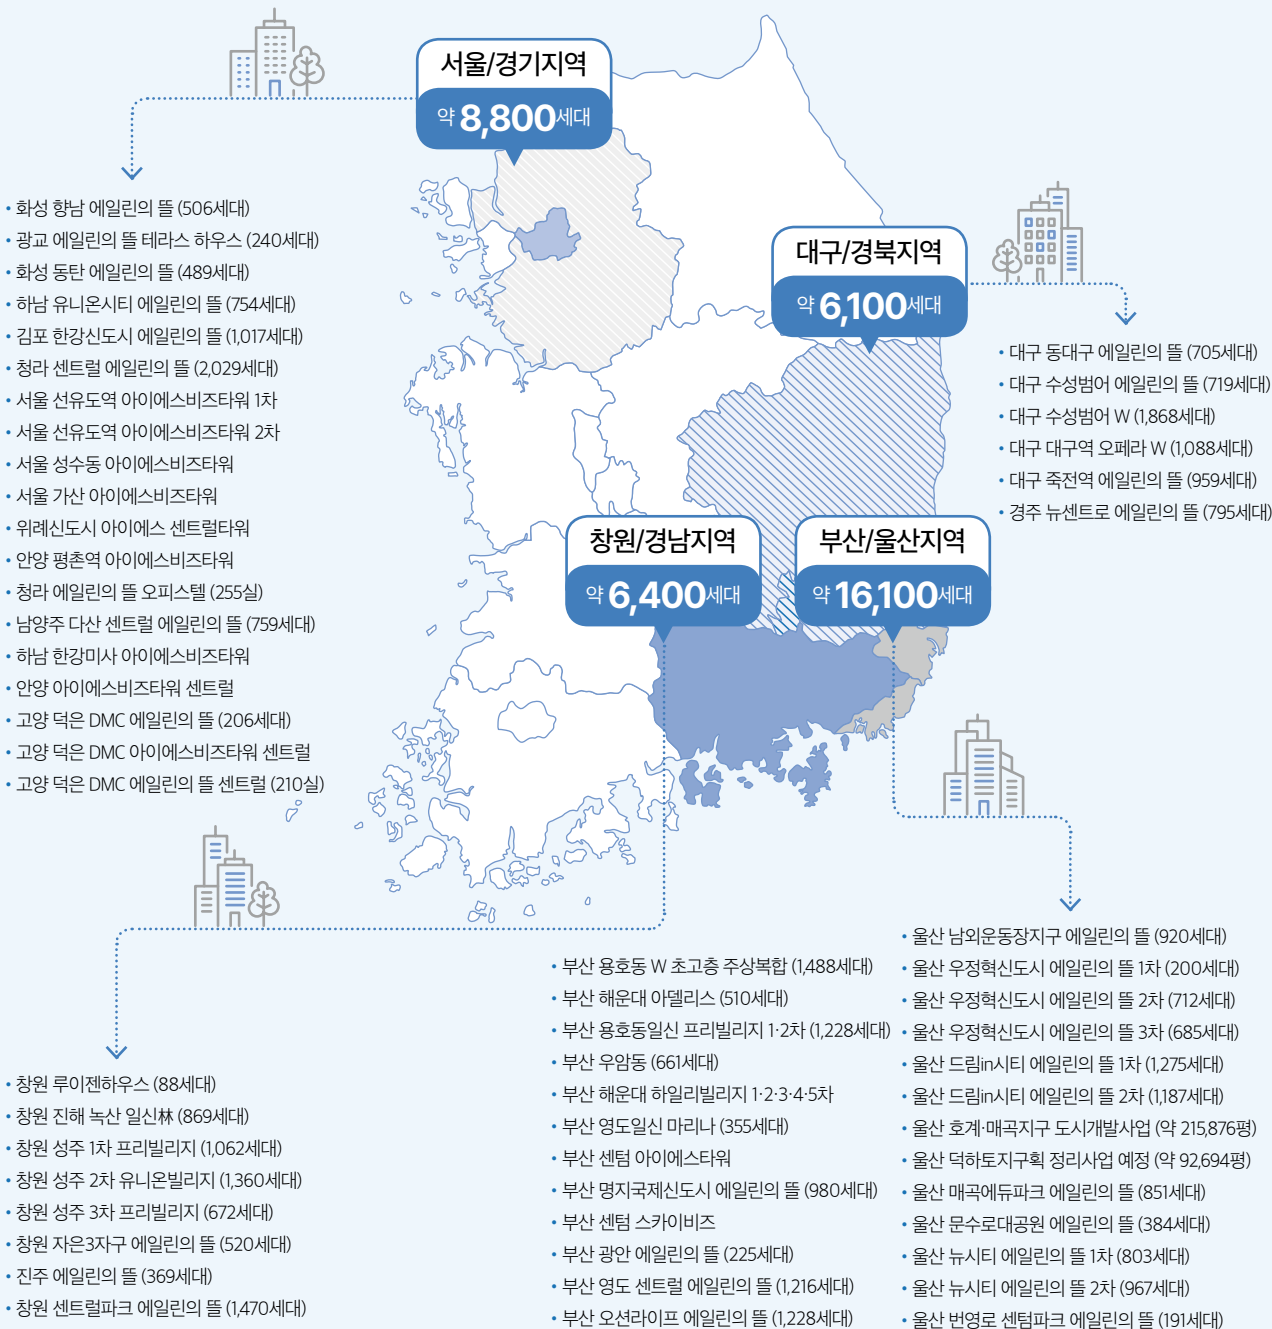 서울/경기지역
약 8,800세대
• 화성 향남 에일린의 뜰 (506세대)
• 광교 에일린의 뜰 테라스 하우스 (240세대)
• 화성 동탄 에일린의 뜰 (489세대)
• 하남 유니온시티 에일린의 뜰 (754세대)
• 김포 한강신도시 에일린의 뜰 (1,017세대)
• 청라 센트럴 에일린의 뜰 (2,029세대)
• 서울 선유도역 아이에스비즈타워 1차
• 서울 선유도역 아이에스비즈타워 2차
• 서울 성수동 아이에스비즈타워
• 서울 가산 아이에스비즈타워
• 위례신도시 아이에스 센트럴타워
• 안양 평촌역 아이에스비즈타워
• 청라 에일린의 뜰 오피스텔 (255실)
• 남양주 다산 센트럴 에일린의 뜰 (759세대)
• 하남 한강미사 아이에스비즈타워
• 안양 아이에스비즈타워 센트럴
• 고양 덕은 DMC 에일린의 뜰 (206세대)
• 고양 덕은 DMC 아이에스비즈타워 센트럴
• 고양 덕은 DMC 에일린의 뜰 센트럴 (210실)
대구/경북지역
약 6,100세대
• 대구 동대구 에일린의 뜰 (705세대)
• 대구 수성범어 에일린의 뜰 (719세대)
• 대구 수성범어 W (1,868세대)
• 대구 대구역 오페라 W (1,088세대)
• 대구 죽전역 에일린의 뜰 (959세대)
• 경주 뉴센트로 에일린의 뜰 (795세대)
창원/경남지역
약 6,400세대
• 창원 루이젠하우스 (88세대)
• 창원 진해 녹산 일신林 (869세대)
• 창원 성주 1차 프리빌리지 (1,062세대)
• 창원 성주 2차 유니온빌리지 (1,360세대)
• 창원 성주 3차 프리빌리지 (672세대)
• 창원 자은3지구 에일린의 뜰 (520세대)
• 진주 에일린의 뜰 (369세대)
• 창원 센트럴파크 에일린의 뜰 (1,470세대)
부산/울산지역
약 16,100세대
• 부산 용호동 W 초고층 주상복합 (1,488세대)
• 부산 해운대 아델리스 (510세대)
• 부산 용호동일신 프리빌리지 1·2차 (1,228세대)
• 부산 우암동 (661세대)
• 부산 해운대 하일리빌리지 1·2·3·4·5차
• 부산 영도일신 마리나 (355세대)
• 부산 센텀 아이에스타워
• 부산 명지국제신도시 에일린의 뜰 (980세대)
• 부산 센텀 스카이비즈
• 부산 광안 에일린의 뜰 (225세대)
• 부산 영도 센트럴 에일린의 뜰 (1,216세대)
• 부산 오션라이프 에일린의 뜰 (1,228세대)
• 울산 남외운동장지구 에일린의 뜰 (920세대)
• 울산 우정혁신도시 에일린의 뜰 1차 (200세대)
• 울산 우정혁신도시 에일린의 뜰 2차 (712세대)
• 울산 우정혁신도시 에일린의 뜰 3차 (685세대)
• 울산 드림in시티 에일린의 뜰 1차 (1,275세대)
• 울산 드림in시티 에일린의 뜰 2차 (1,187세대)
• 울산 호계·매곡지구 도시개발사업 (약 215,876평)
• 울산 덕하토지구획 정리사업 예정 (약 92,694평)
• 울산 매곡에듀파크 에일린의 뜰 (851세대)
• 울산 문수로대공원 에일린의 뜰 (384세대)
• 울산 뉴시티 에일린의 뜰 1차 (803세대)
• 울산 뉴시티 에일린의 뜰 2차 (967세대)
• 울산 번영로 센텀파크 에일린의 뜰 (191세대)